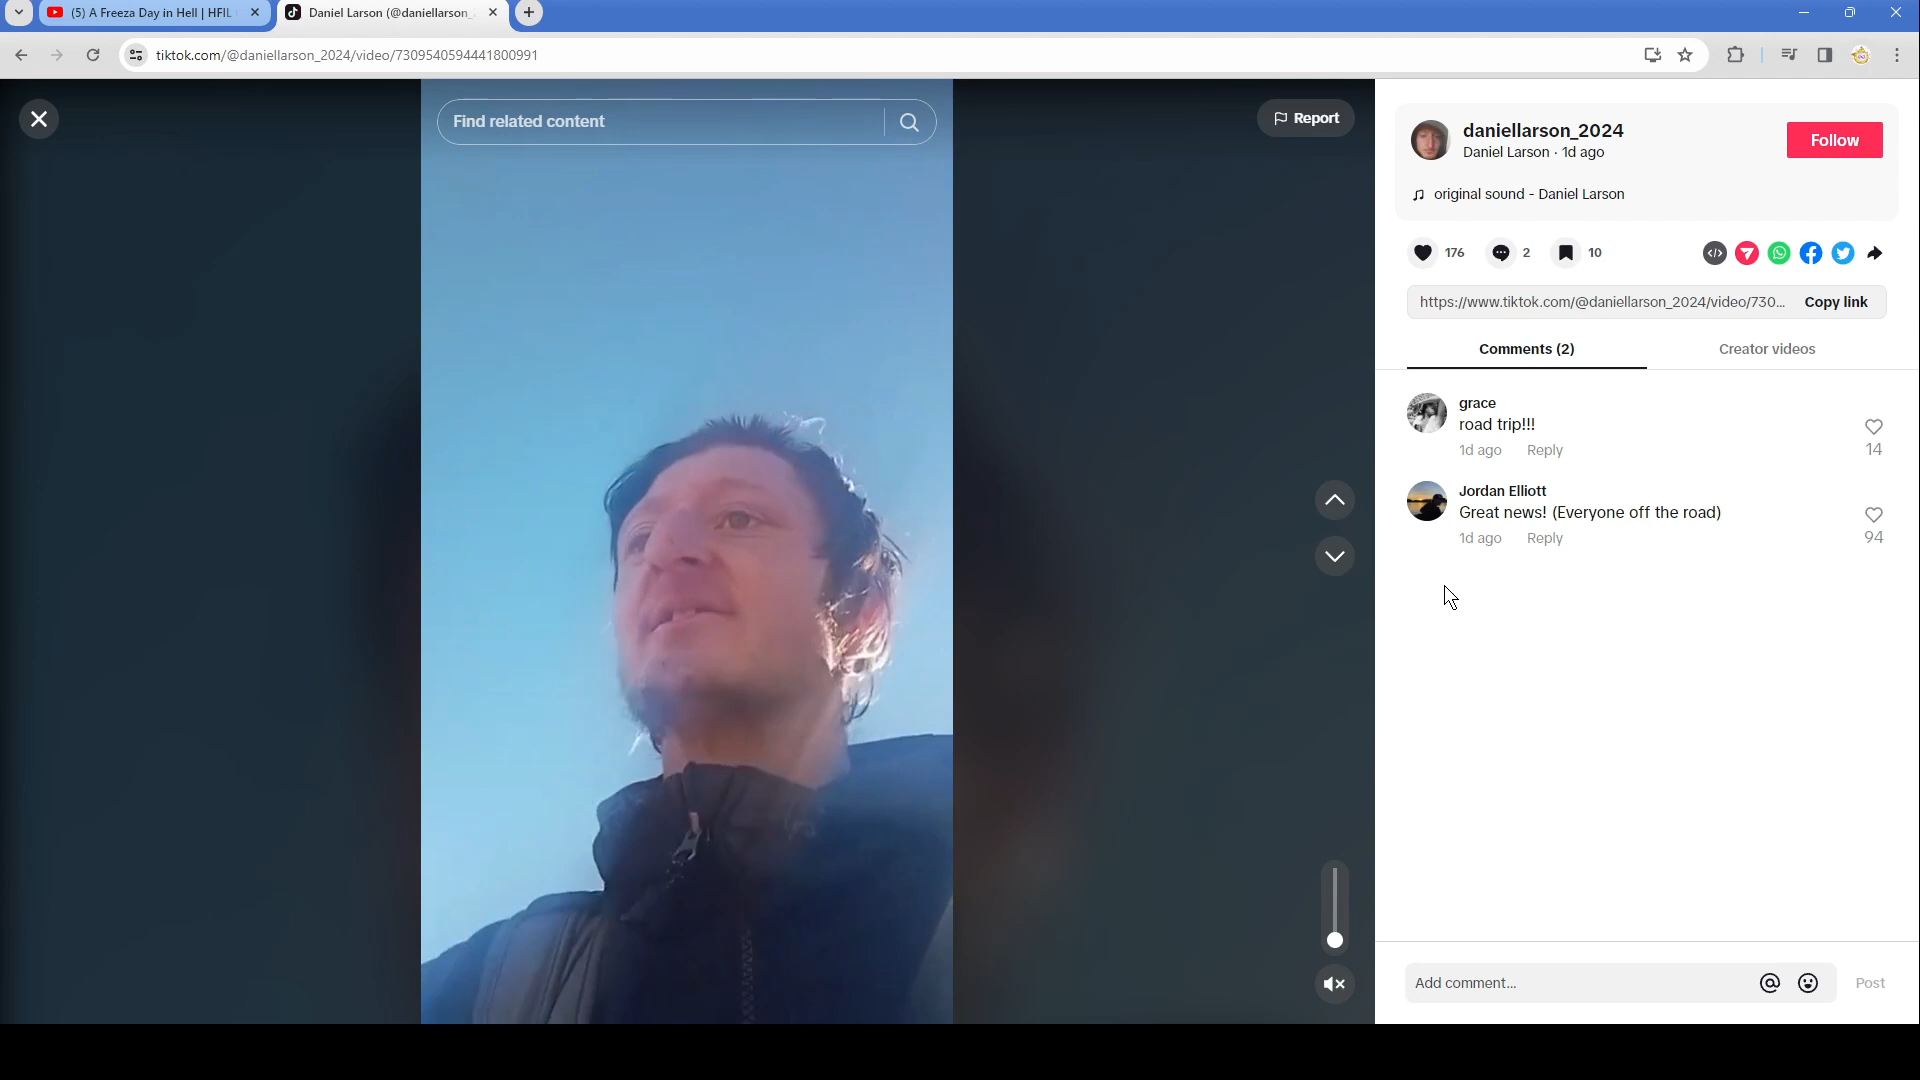 (5) A Freeza Day in Hell | HFIL
Daniel Larson (@daniellarson_
tiktok.com/@daniellarson_2024/video/7309540594441800991
Find related content
Report
daniellarson_2024
Daniel Larson · 1d ago
Follow
original sound - Daniel Larson
176
2
10
https://www.tiktok.com/@daniellarson_2024/video/730...
Copy link
Comments (2)
Creator videos
grace
road trip!!!
1d ago Reply
14
Jordan Elliott
Great news! (Everyone off the road)
1d ago Reply
94
Add comment...
Post